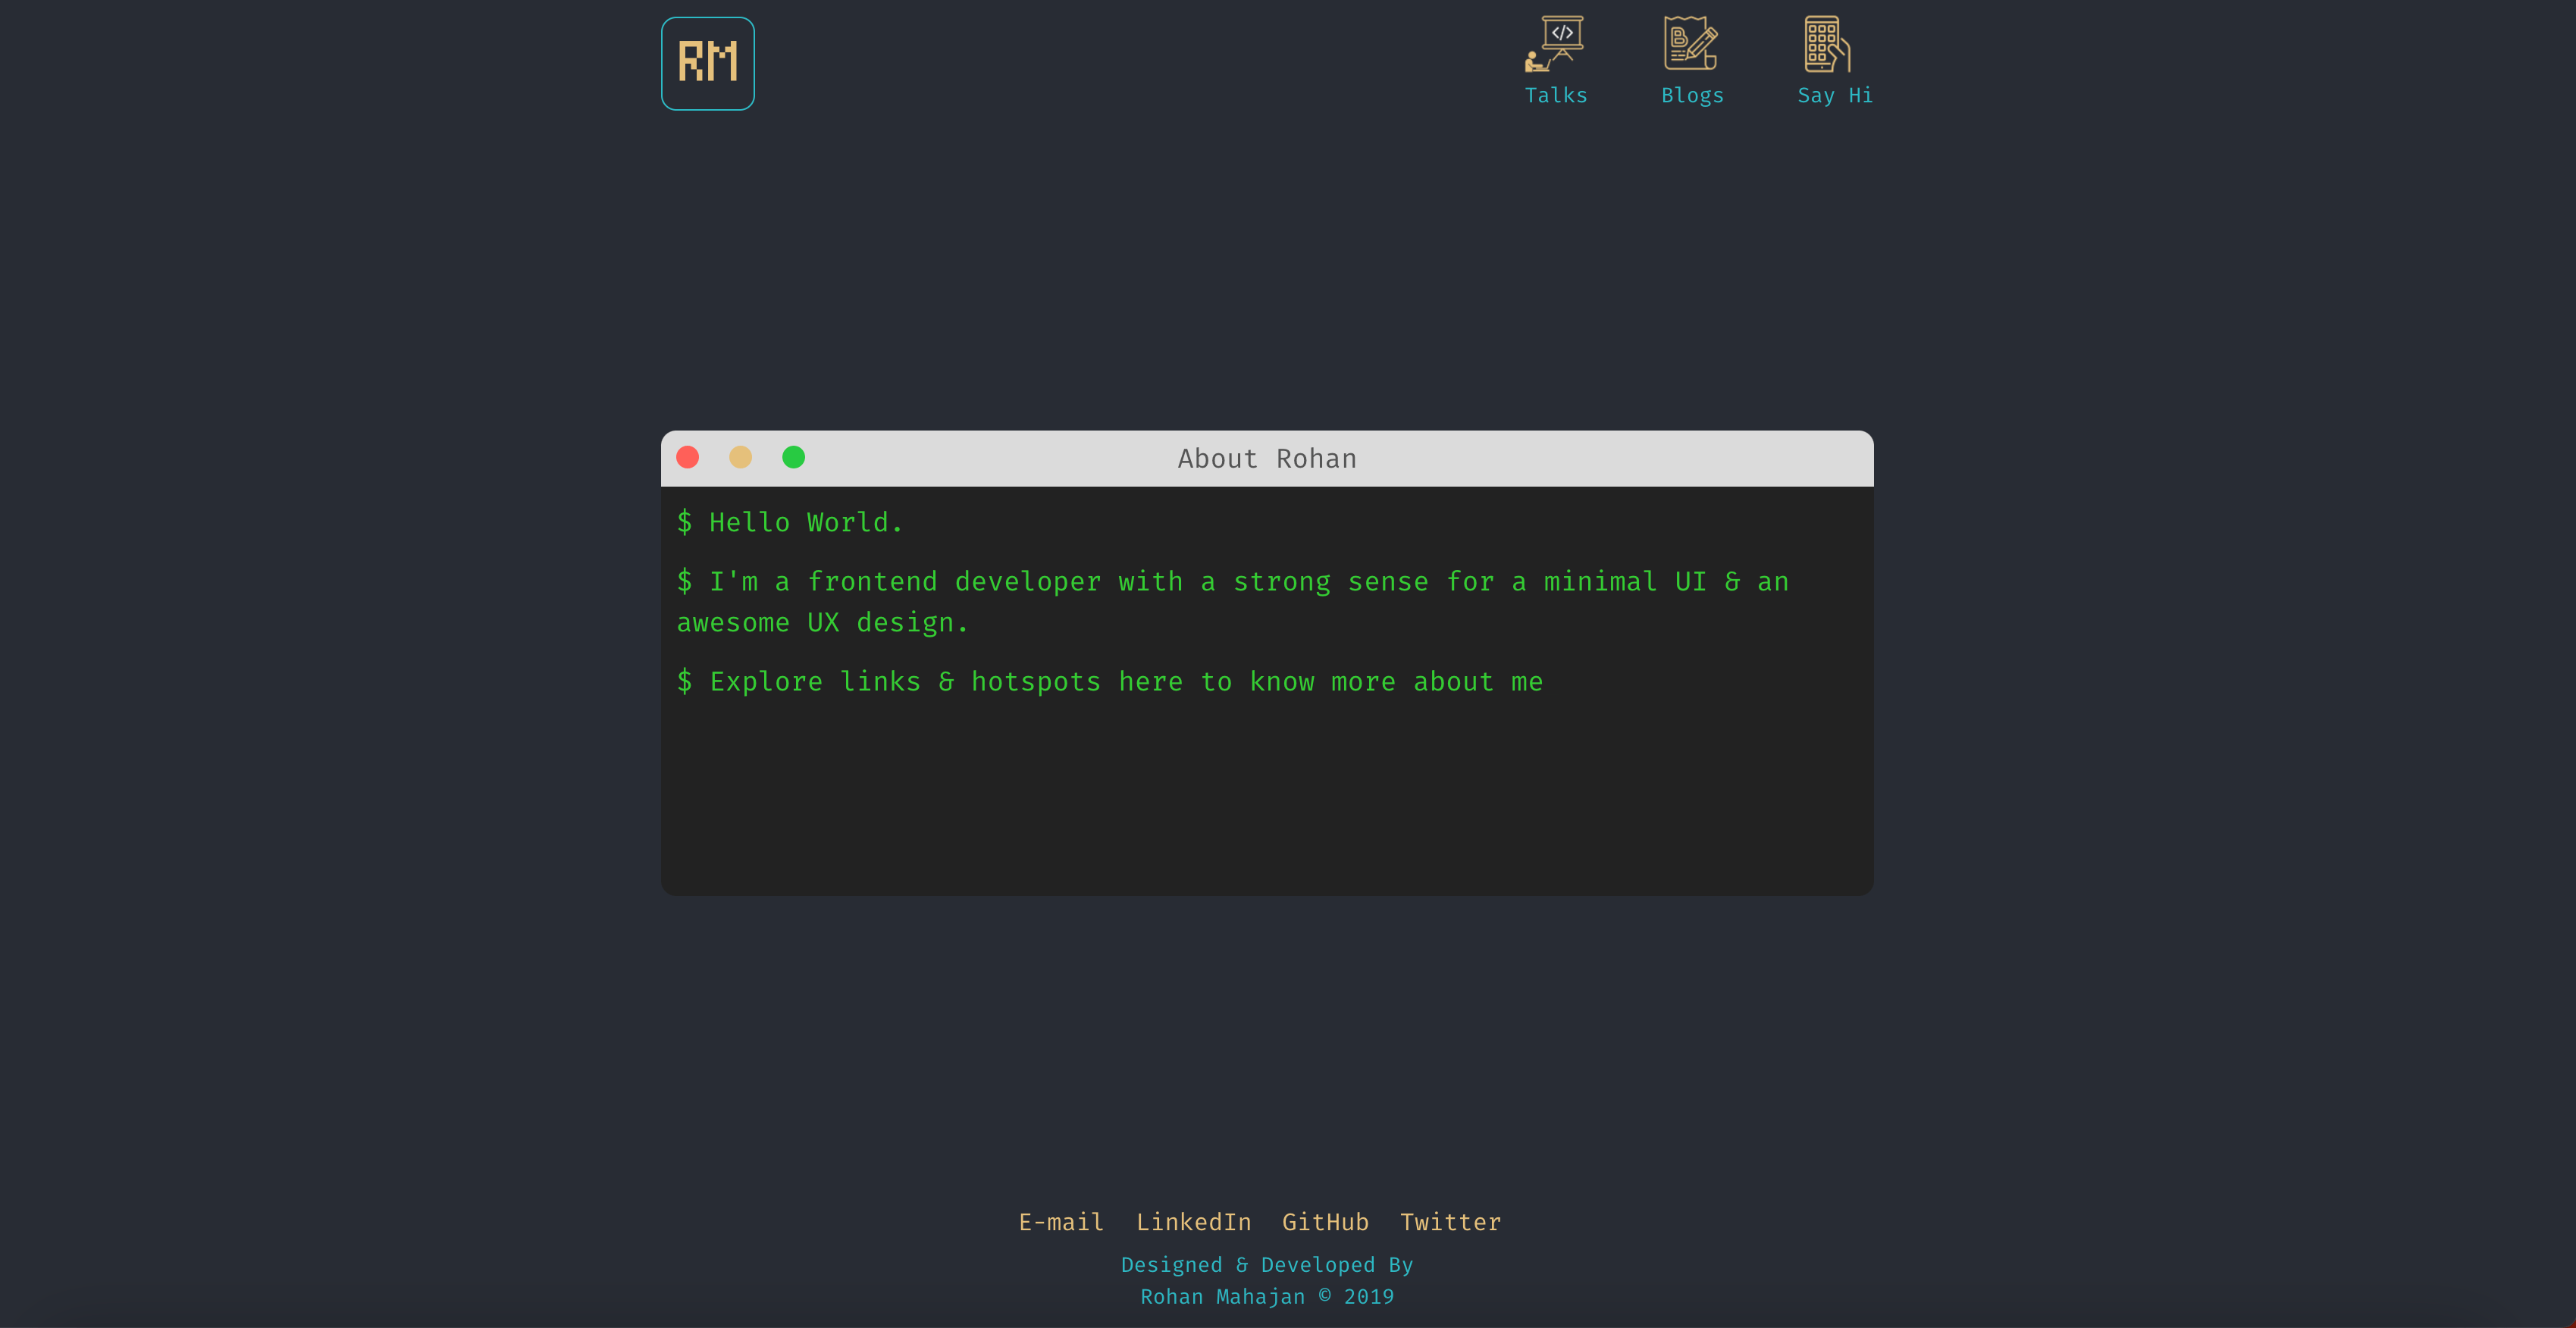 RM
</>
B
Talks
Blogs
Say Hi
About Rohan
$ Hello World.
$ I'm a frontend developer with a strong sense for a minimal UI & an
awesome UX design.
$ Explore links & hotspots here to know more about me
E-mail LinkedIn GitHub Twitter
Designed & Developed By
Rohan Mahajan © 2019